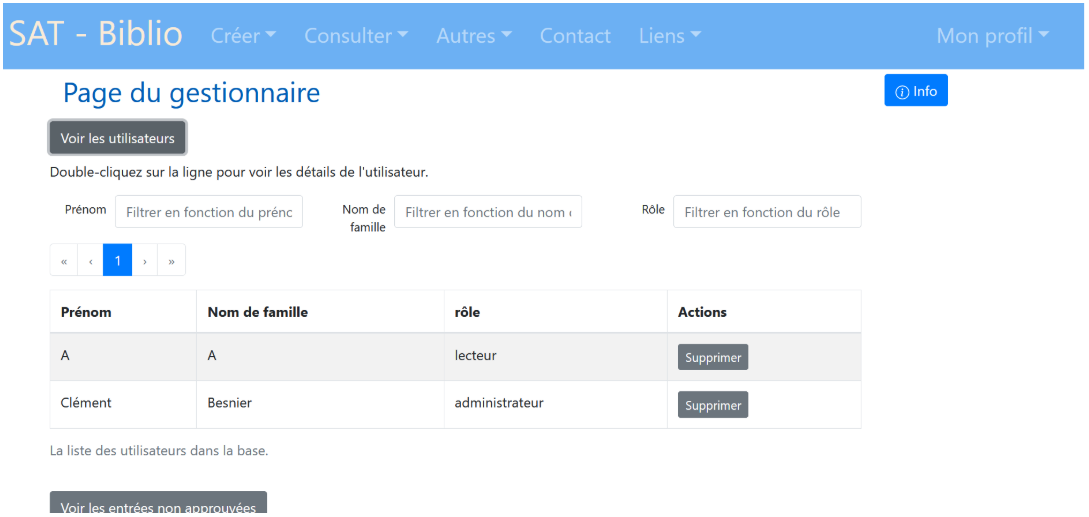 SAT - Biblio Créer Consulter Autres Contact Liens Mon profil
Page du gestionnaire
Info
Voir les utilisateurs
Double-cliquez sur la ligne pour voir les détails de l'utilisateur.
Prénom Filtrer en fonction du prénc Nom de famille Filtrer en fonction du nom Rôle Filtrer en fonction du rôle
« ‹ 1 › »
Prénom Nom de famille rôle Actions
A A lecteur Supprimer
Clément Besnier administrateur Supprimer
La liste des utilisateurs dans la base.
Voir les entrées non approuvées